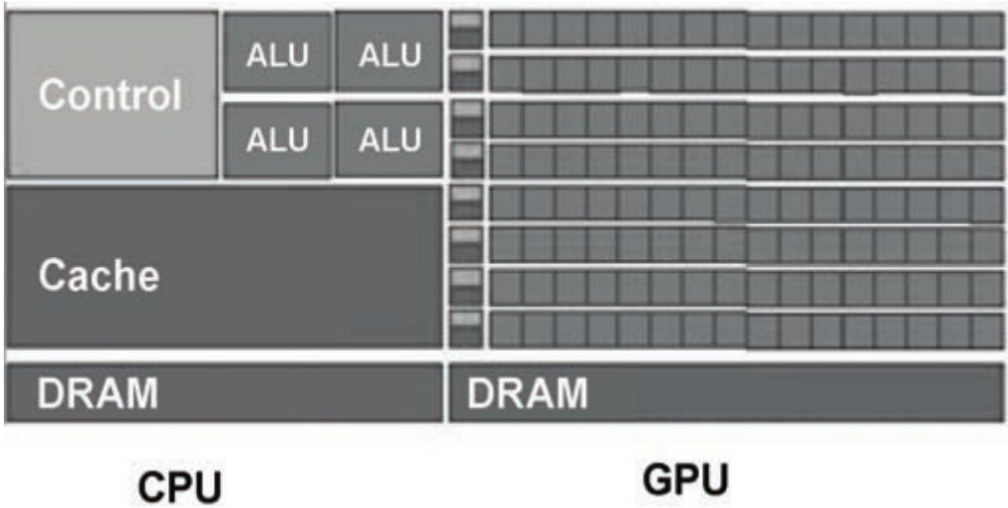 Control
ALU ALU
ALU ALU
Cache
DRAM
DRAM
CPU
GPU